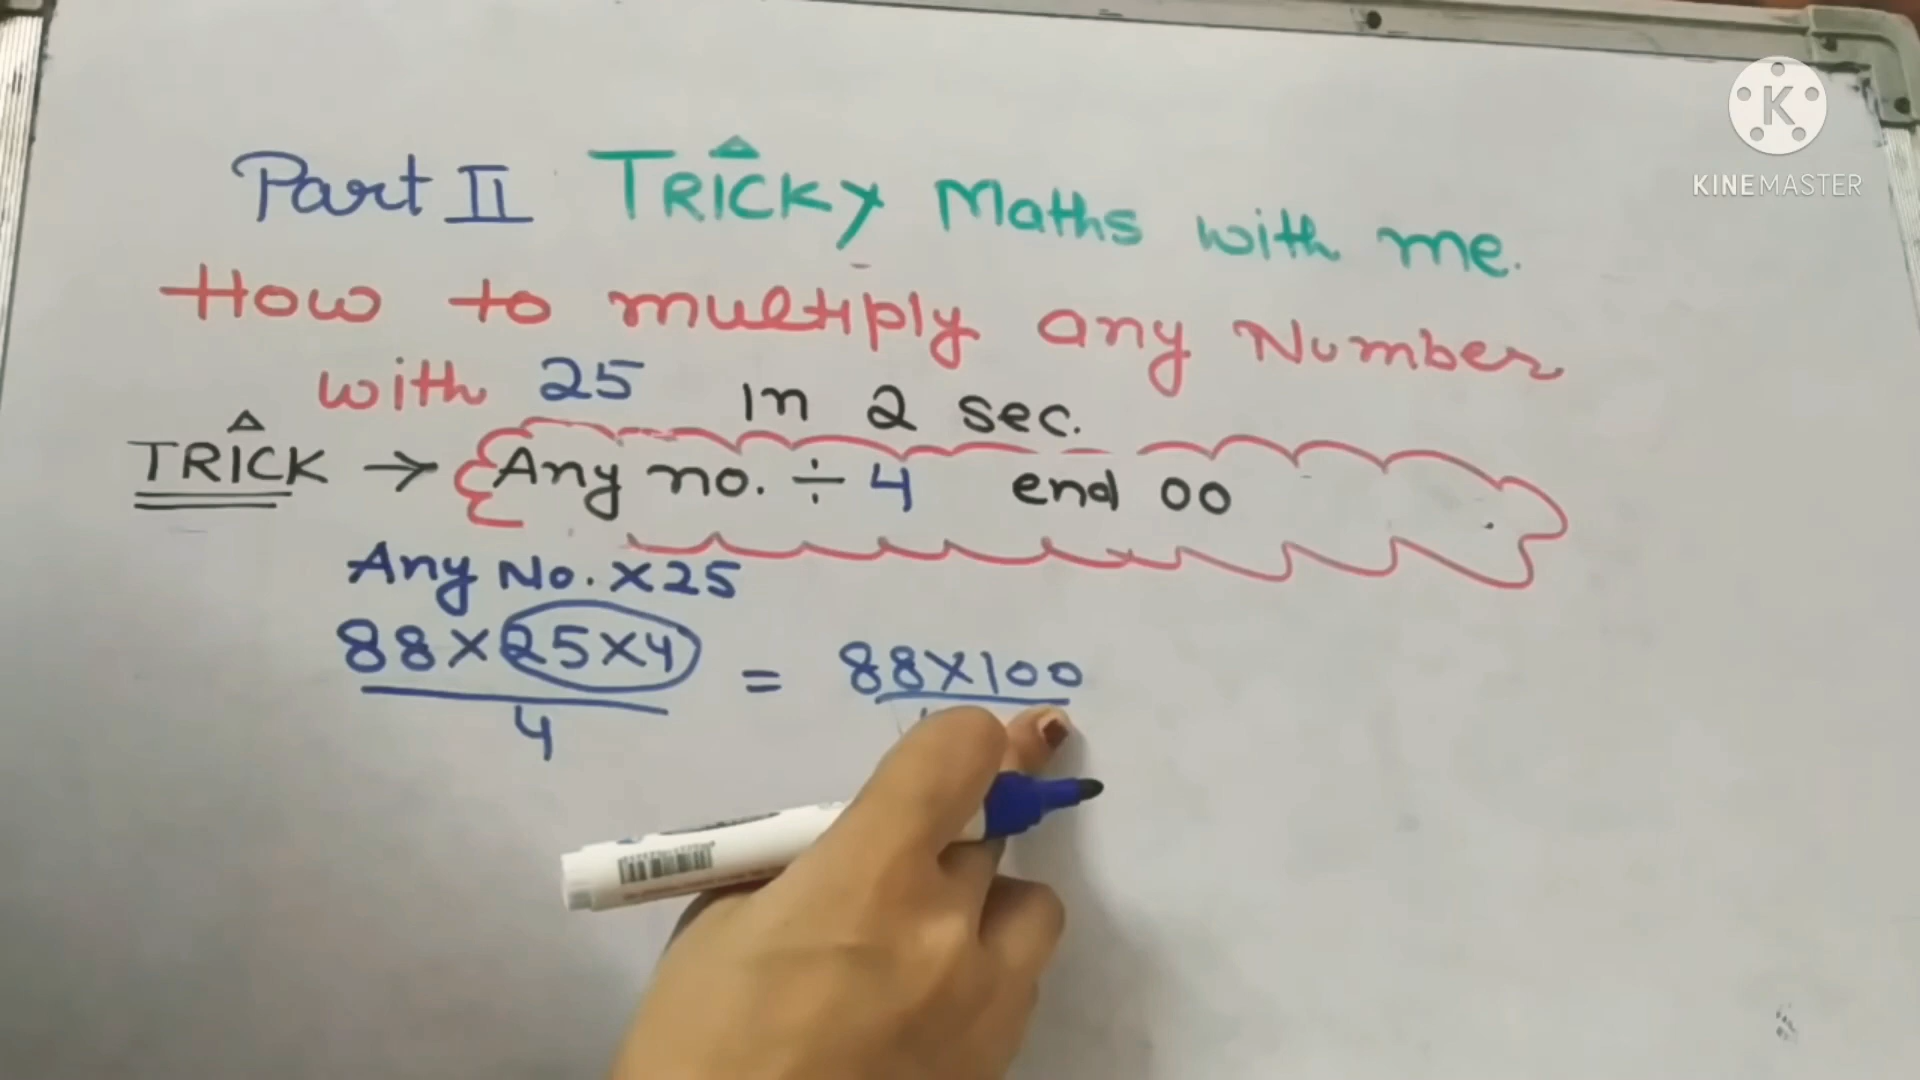 KINEMASTER
Part II TRICKY Maths with me.
How to multiply any Number
with 25 in 2 sec.
TRICK → Any no. ÷ 4 end 00
Any No. ×25
88×25×4 = 88×100
4